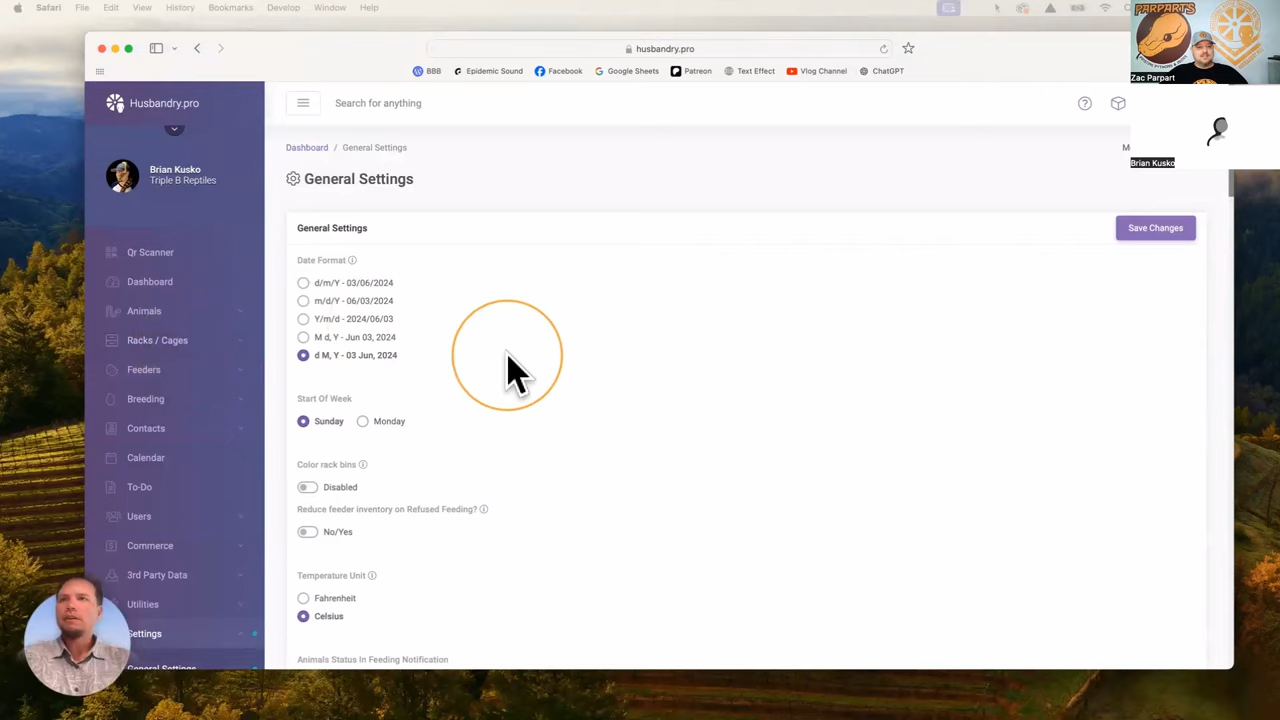 Safari File Edit View History Bookmarks Develop Window Help
PARPART'S
Zac Parpart
husbandry.pro
BBB Epidemic Sound Facebook Google Sheets Patreon Text Effect Vlog Channel ChatGPT
Husbandry.pro
Search for anything
Brian Kusko
Dashboard / General Settings
Brian Kusko
Triple B Reptiles
General Settings
General Settings
Save Changes
Qr Scanner
Dashboard
Animals
Racks / Cages
Feeders
Breeding
Contacts
Calendar
To-Do
Users
Commerce
3rd Party Data
Utilities
Settings
General Settings
Date Format
d/m/Y - 03/06/2024
m/d/Y - 06/03/2024
Y/m/d - 2024/06/03
M d, Y - Jun 03, 2024
d M, Y - 03 Jun, 2024
Start Of Week
Sunday Monday
Color rack bins
Disabled
Reduce feeder inventory on Refused Feeding?
No/Yes
Temperature Unit
Fahrenheit
Celsius
Animals Status In Feeding Notification